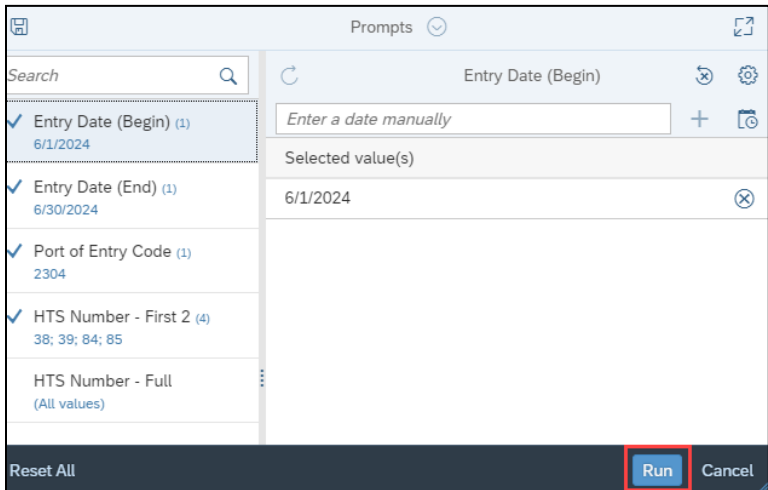 Prompts
Search
Entry Date (Begin) (1)
6/1/2024
Entry Date (End) (1)
6/30/2024
Port of Entry Code (1)
2304
HTS Number - First 2 (4)
38; 39; 84; 85
HTS Number - Full
(All values)
Entry Date (Begin)
Enter a date manually
Selected value(s)
6/1/2024
Reset All
Run
Cancel